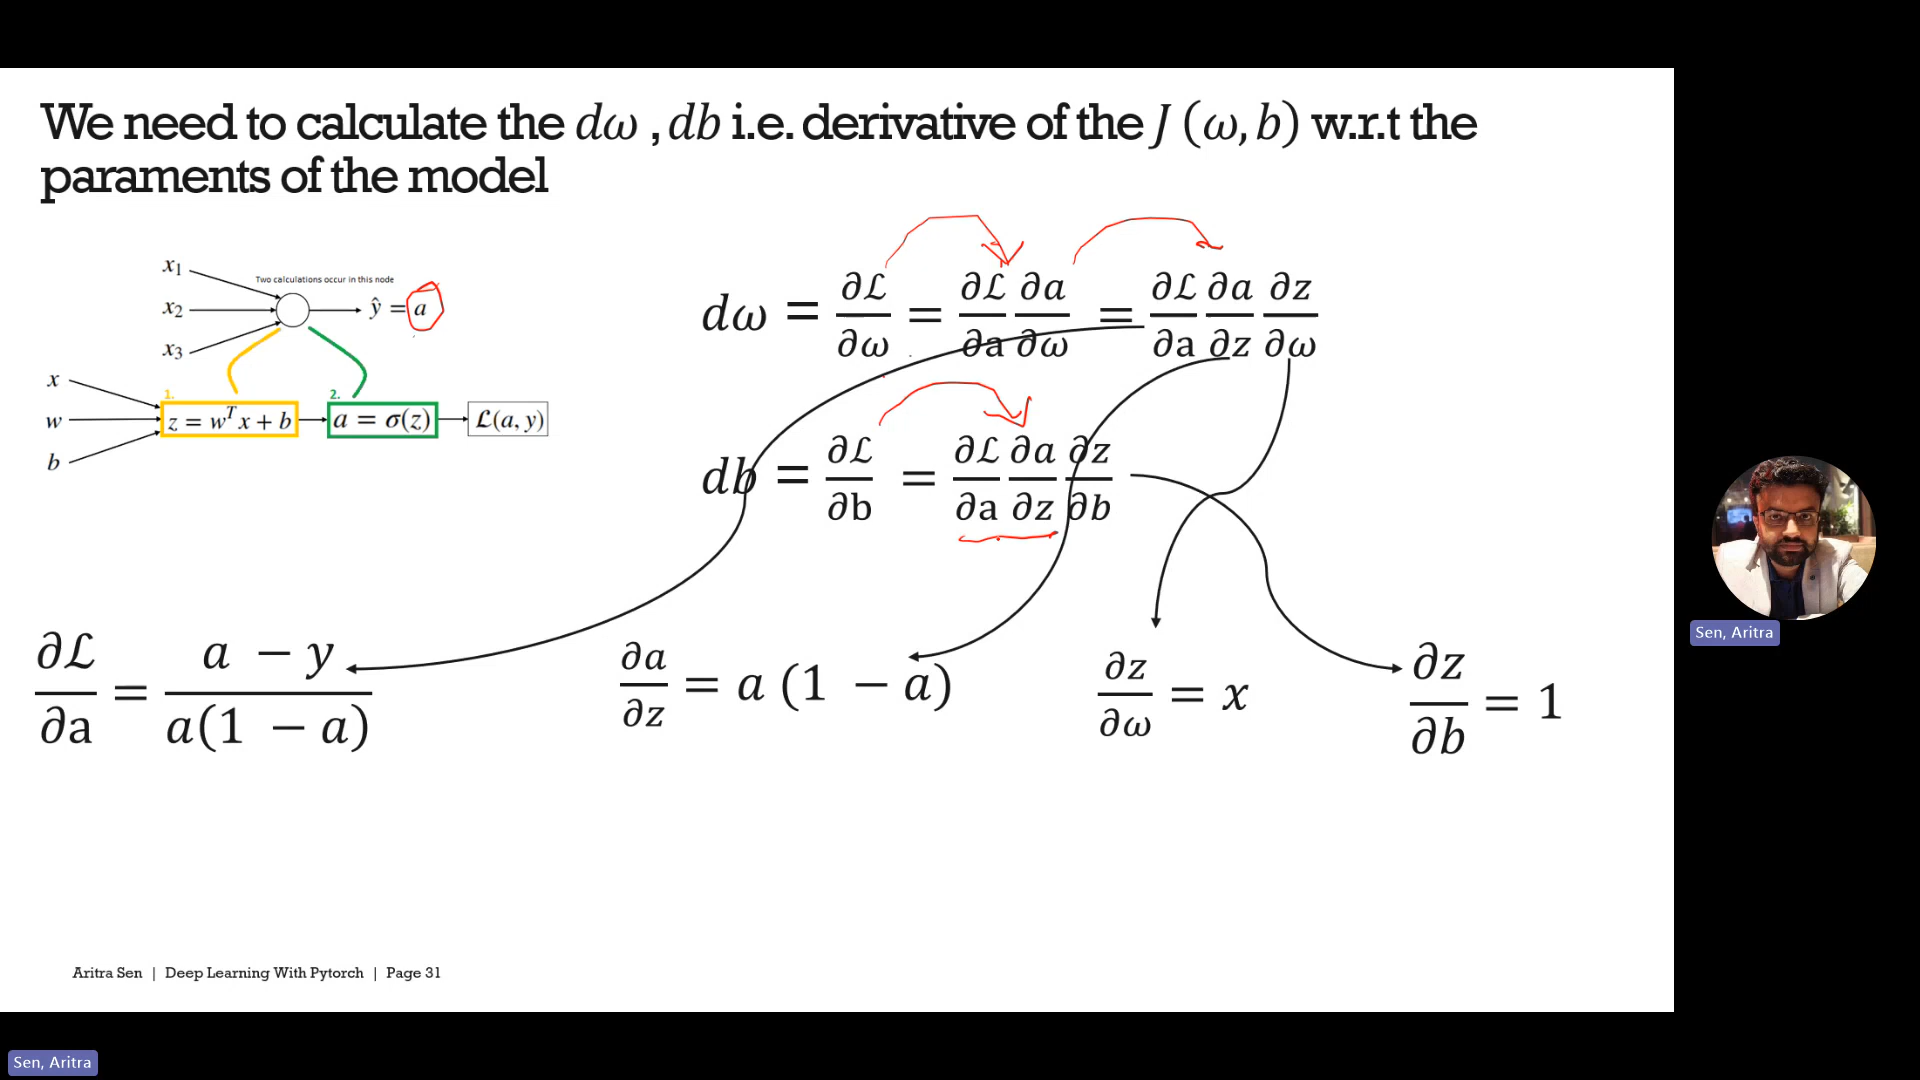 We need to calculate the dω , db i.e. derivative of the J (ω, b) w.r.t the
paraments of the model
x₁
x₂
x₃
Two calculations occur in this node
ŷ = a
x
w
b
1.
z = wᵀx + b
2.
a = σ(z)
ℒ(a, y)
dω = ∂ℒ/∂ω = ∂ℒ/∂a ∂a/∂ω = ∂ℒ/∂a ∂a/∂z ∂z/∂ω
db = ∂ℒ/∂b = ∂ℒ/∂a ∂a/∂z ∂z/∂b
∂ℒ/∂a = a − y / a(1 − a)
∂a/∂z = a (1 − a)
∂z/∂ω = x
∂z/∂b = 1
Aritra Sen | Deep Learning With Pytorch | Page 31
Sen, Aritra
Sen, Aritra